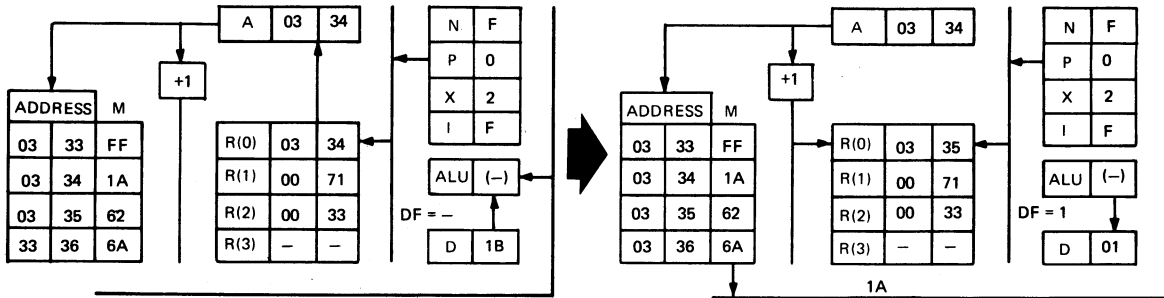 A 03 34
+1
N F
P 0
X 2
I F
ADDRESS M
03 33 FF
03 34 1A
03 35 62
33 36 6A
R(0) 03 34
R(1) 00 71
R(2) 00 33
R(3) – –
ALU (–)
DF = –
D 1B
A 03 34
+1
N F
P 0
X 2
I F
ADDRESS M
03 33 FF
03 34 1A
03 35 62
03 36 6A
R(0) 03 35
R(1) 00 71
R(2) 00 33
R(3) – –
ALU (–)
DF = 1
D 01
1A